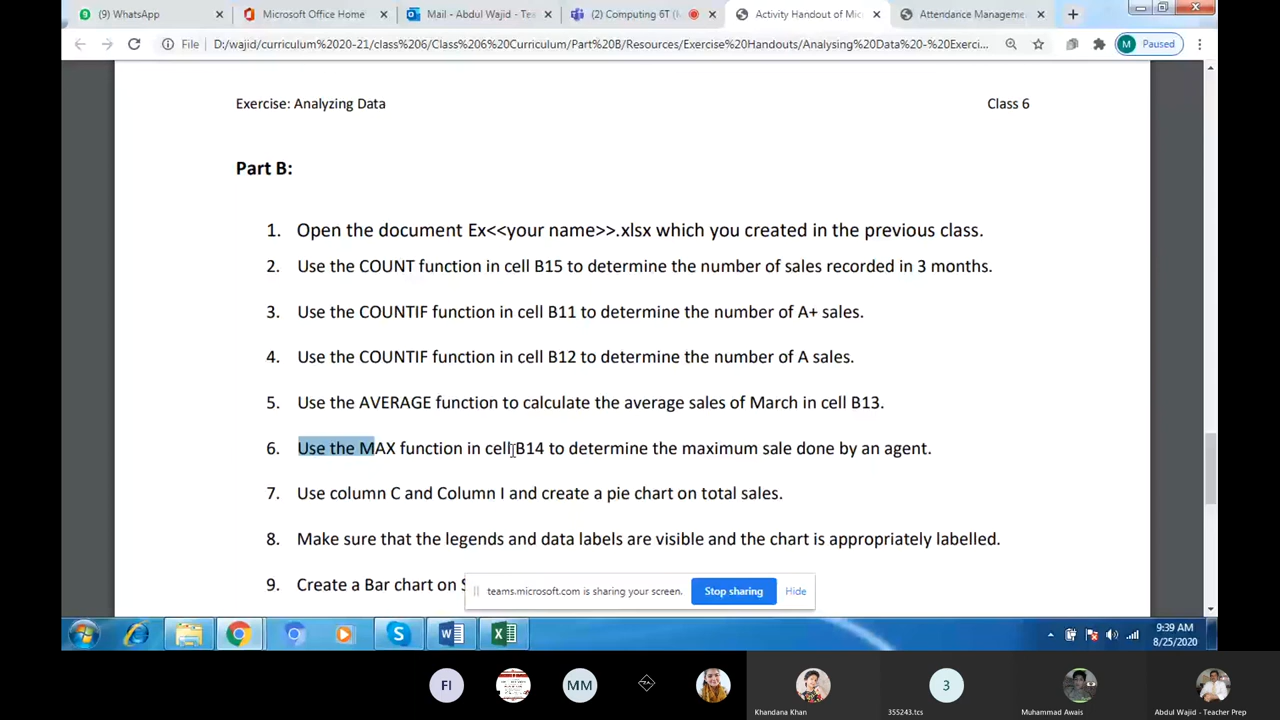 (9) WhatsApp
Microsoft Office Home
Mail - Abdul Wajid - Tea
(2) Computing 6T (
Activity Handout of Mic
Attendance Manageme
File
D:/wajid/curriculum%2020-21/class%20%/Class%206%20Curriculum/Part%20B/Resources/Exercise%20Handouts/Analysing%20Data%20-%20Exerci...
M Paused
Exercise: Analyzing Data
Class 6
Part B:
1. Open the document Ex<<your name>>.xlsx which you created in the previous class.
2. Use the COUNT function in cell B15 to determine the number of sales recorded in 3 months.
3. Use the COUNTIF function in cell B11 to determine the number of A+ sales.
4. Use the COUNTIF function in cell B12 to determine the number of A sales.
5. Use the AVERAGE function to calculate the average sales of March in cell B13.
6. Use the MAX function in cell B14 to determine the maximum sale done by an agent.
7. Use column C and Column I and create a pie chart on total sales.
8. Make sure that the legends and data labels are visible and the chart is appropriately labelled.
9. Create a Bar chart on S
teams.microsoft.com is sharing your screen.
Stop sharing
Hide
9:39 AM
8/25/2020
FI
MM
3
Khandana Khan
355243.tcs
Muhammad Awais
Abdul Wajid - Teacher Prep